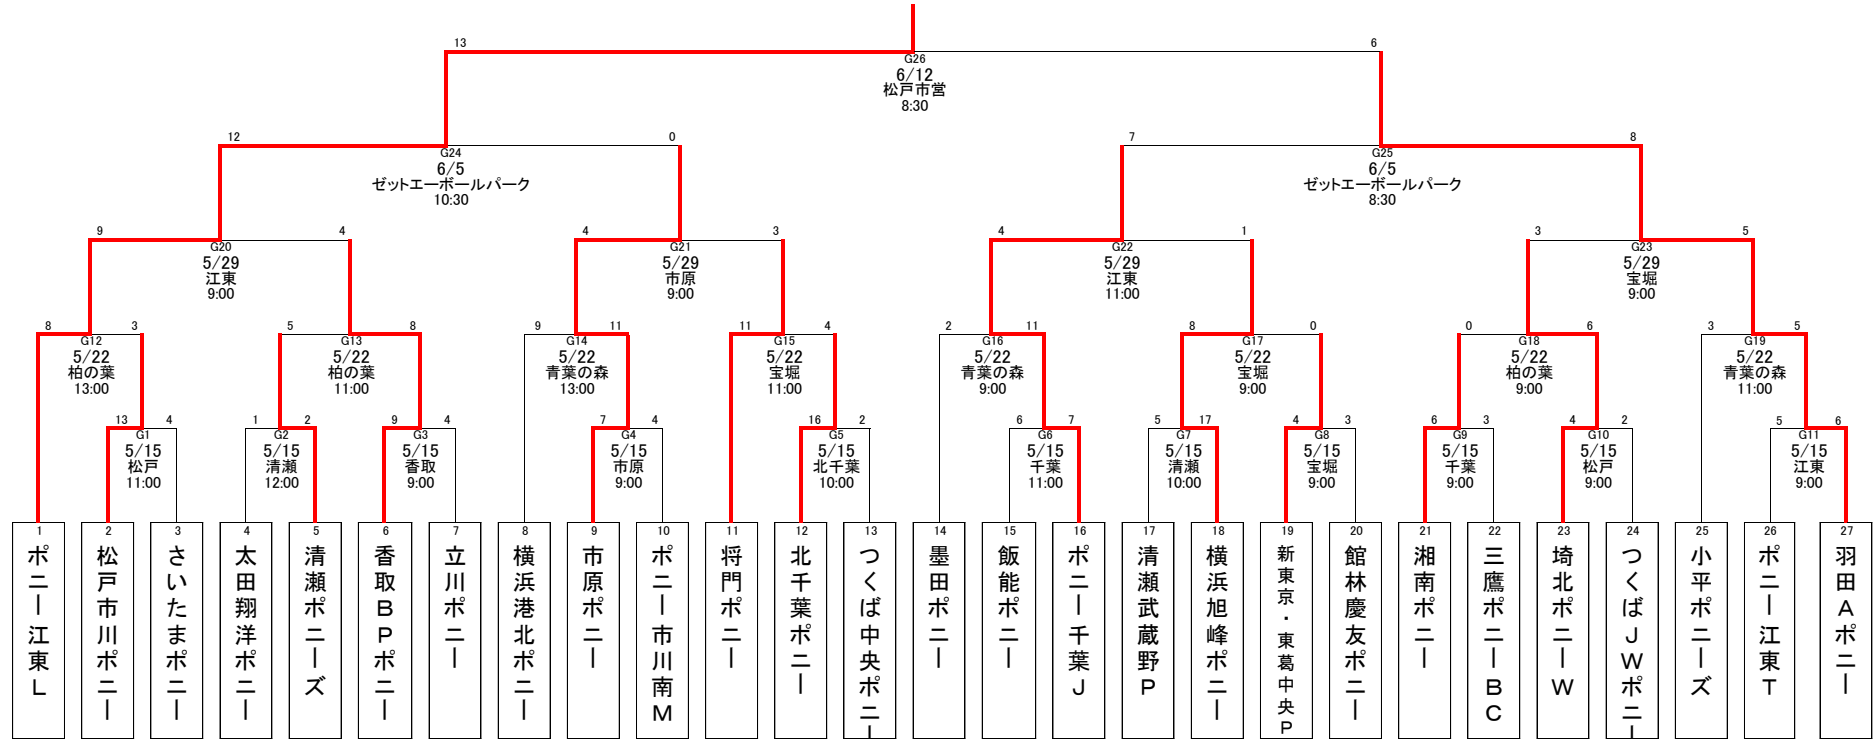 13 6
G26
6/12
松戸市営
8:30
12 0 7 8
G24 G25
6/5 6/5
ゼットエーボールパーク ゼットエーボールパーク
10:30 8:30
9 4 4 3 4 1 3 5
G20 G21 G22 G23
5/29 5/29 5/29 5/29
江東 市原 江東 宝堀
9:00 9:00 11:00 9:00
8 3 5 8 9 11 11 4 2 11 8 0 0 6 3 5
G12 G13 G14 G15 G16 G17 G18 G19
5/22 5/22 5/22 5/22 5/22 5/22 5/22 5/22
柏の葉 柏の葉 青葉の森 宝堀 青葉の森 宝堀 柏の葉 青葉の森
13:00 11:00 13:00 11:00 9:00 9:00 9:00 11:00
13 4 1 2 9 4 7 4 16 2 6 7 5 17 4 3 6 3 4 2 5 6
G1 G2 G3 G4 G5 G6 G7 G8 G9 G10 G11
5/15 5/15 5/15 5/15 5/15 5/15 5/15 5/15 5/15 5/15 5/15
松戸 清瀬 香取 市原 北千葉 千葉 清瀬 宝堀 千葉 松戸 江東
11:00 12:00 9:00 9:00 10:00 11:00 10:00 9:00 9:00 9:00 9:00
1 ポニー江東L
2 松戸市川ポニー
3 さいたまポニー
4 太田翔洋ポニー
5 清瀬ポニーズ
6 香取BPポニー
7 立川ポニー
8 横浜港北ポニー
9 市原ポニー
10 ポニー市川南M
11 将門ポニー
12 北千葉ポニー
13 つくば中央ポニー
14 墨田ポニー
15 飯能ポニー
16 ポニー千葉J
17 清瀬武蔵野P
18 横浜旭峰ポニー
19 新東京・東葛中央P
20 館林慶友ポニー
21 湘南ポニー
22 三鷹ポニーBC
23 埼北ポニーW
24 つくばJWポニー
25 小平ポニーズ
26 ポニー江東T
27 羽田Aポニー